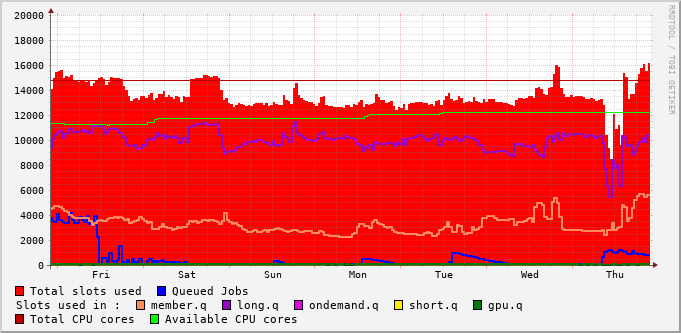 20000
18000
16000
14000
12000
10000
8000
6000
4000
2000
0
Fri Sat Sun Mon Tue Wed Thu
RRDTOOL / TOBI OETIKER
Total slots used Queued Jobs
Slots used in : member.q long.q ondemand.q short.q gpu.q
Total CPU cores Available CPU cores